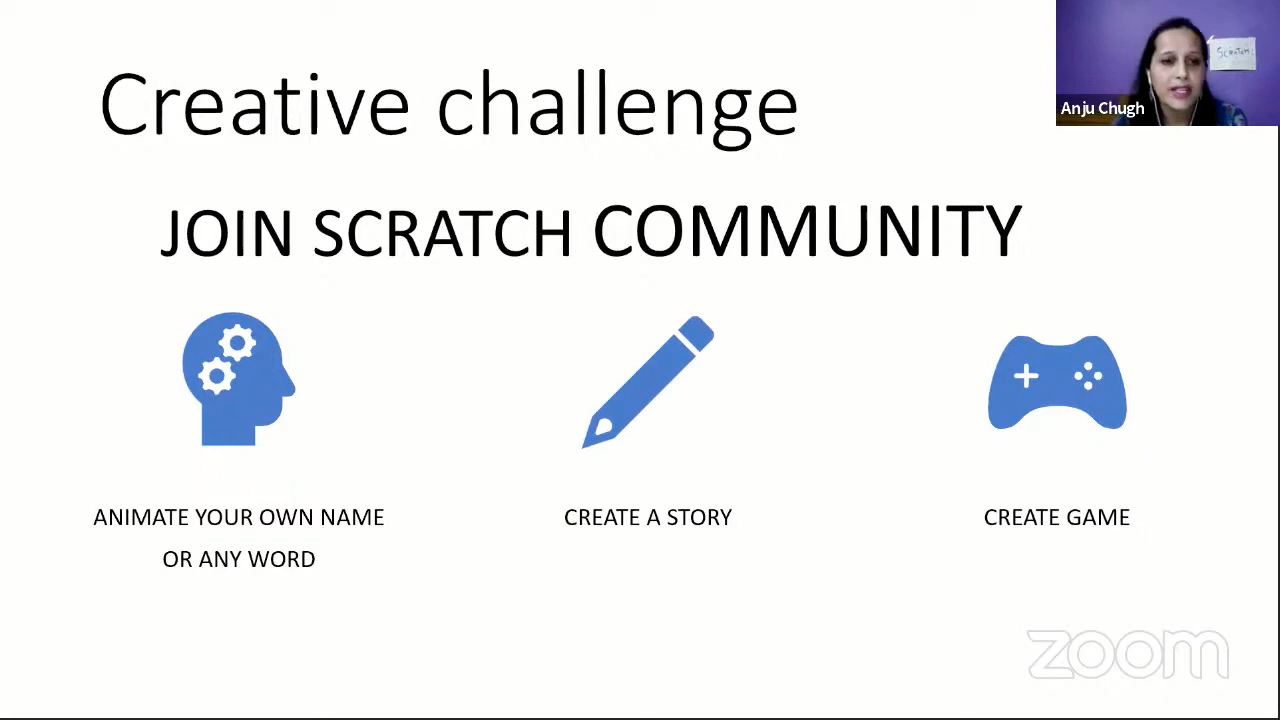 Creative challenge
SCRATCH
Anju Chugh
JOIN SCRATCH COMMUNITY
ANIMATE YOUR OWN NAME
OR ANY WORD
CREATE A STORY
CREATE GAME
zoom